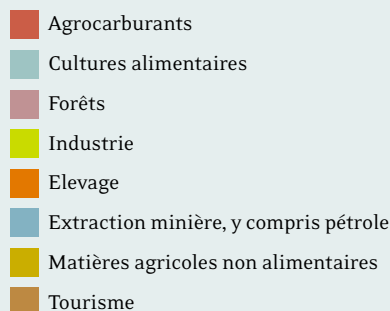 Agrocarburants
Cultures alimentaires
Forêts
Industrie
Elevage
Extraction minière, y compris pétrole
Matières agricoles non alimentaires
Tourisme